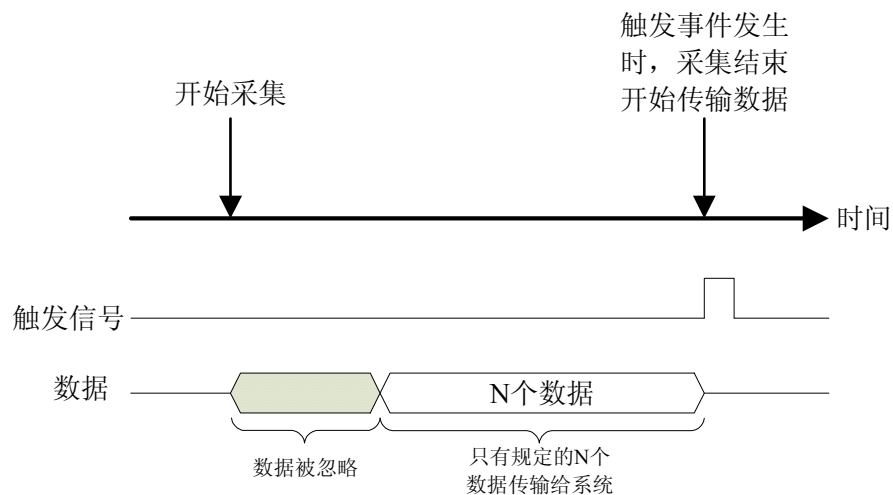 触发事件发生
时，采集结束
开始传输数据
开始采集
时间
触发信号
数据
N个数据
数据被忽略
只有规定的N个
数据传输给系统